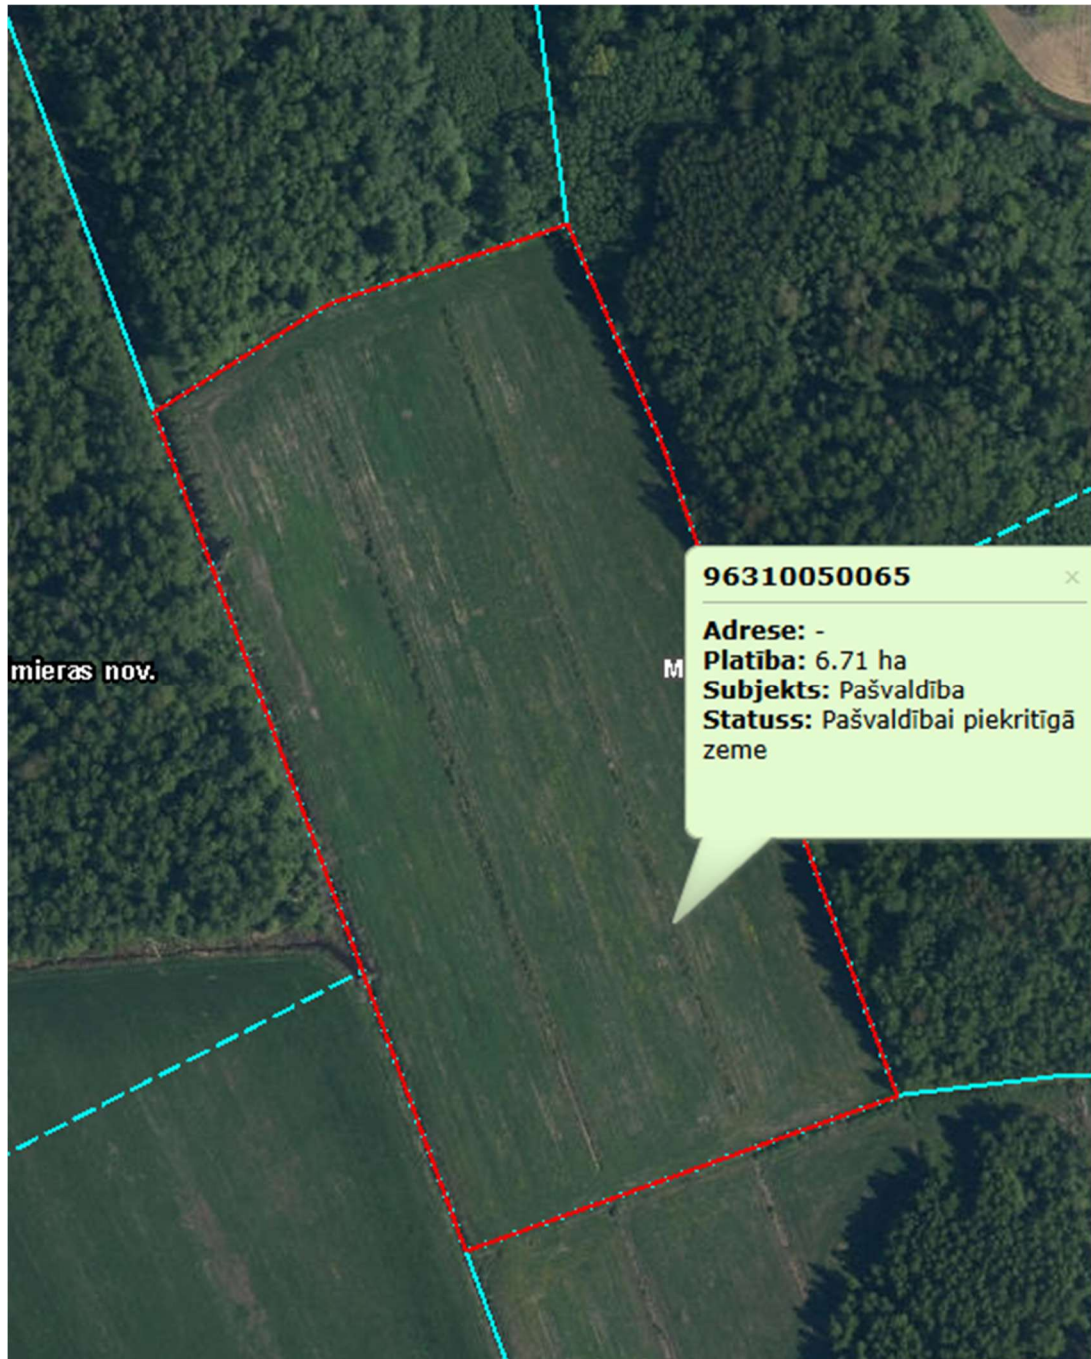 96310050065 ×
Adrese: -
Platība: 6.71 ha
mieras nov.
M
Subjekts: Pašvaldība
Statuss: Pašvaldībai piekritīgā
zeme